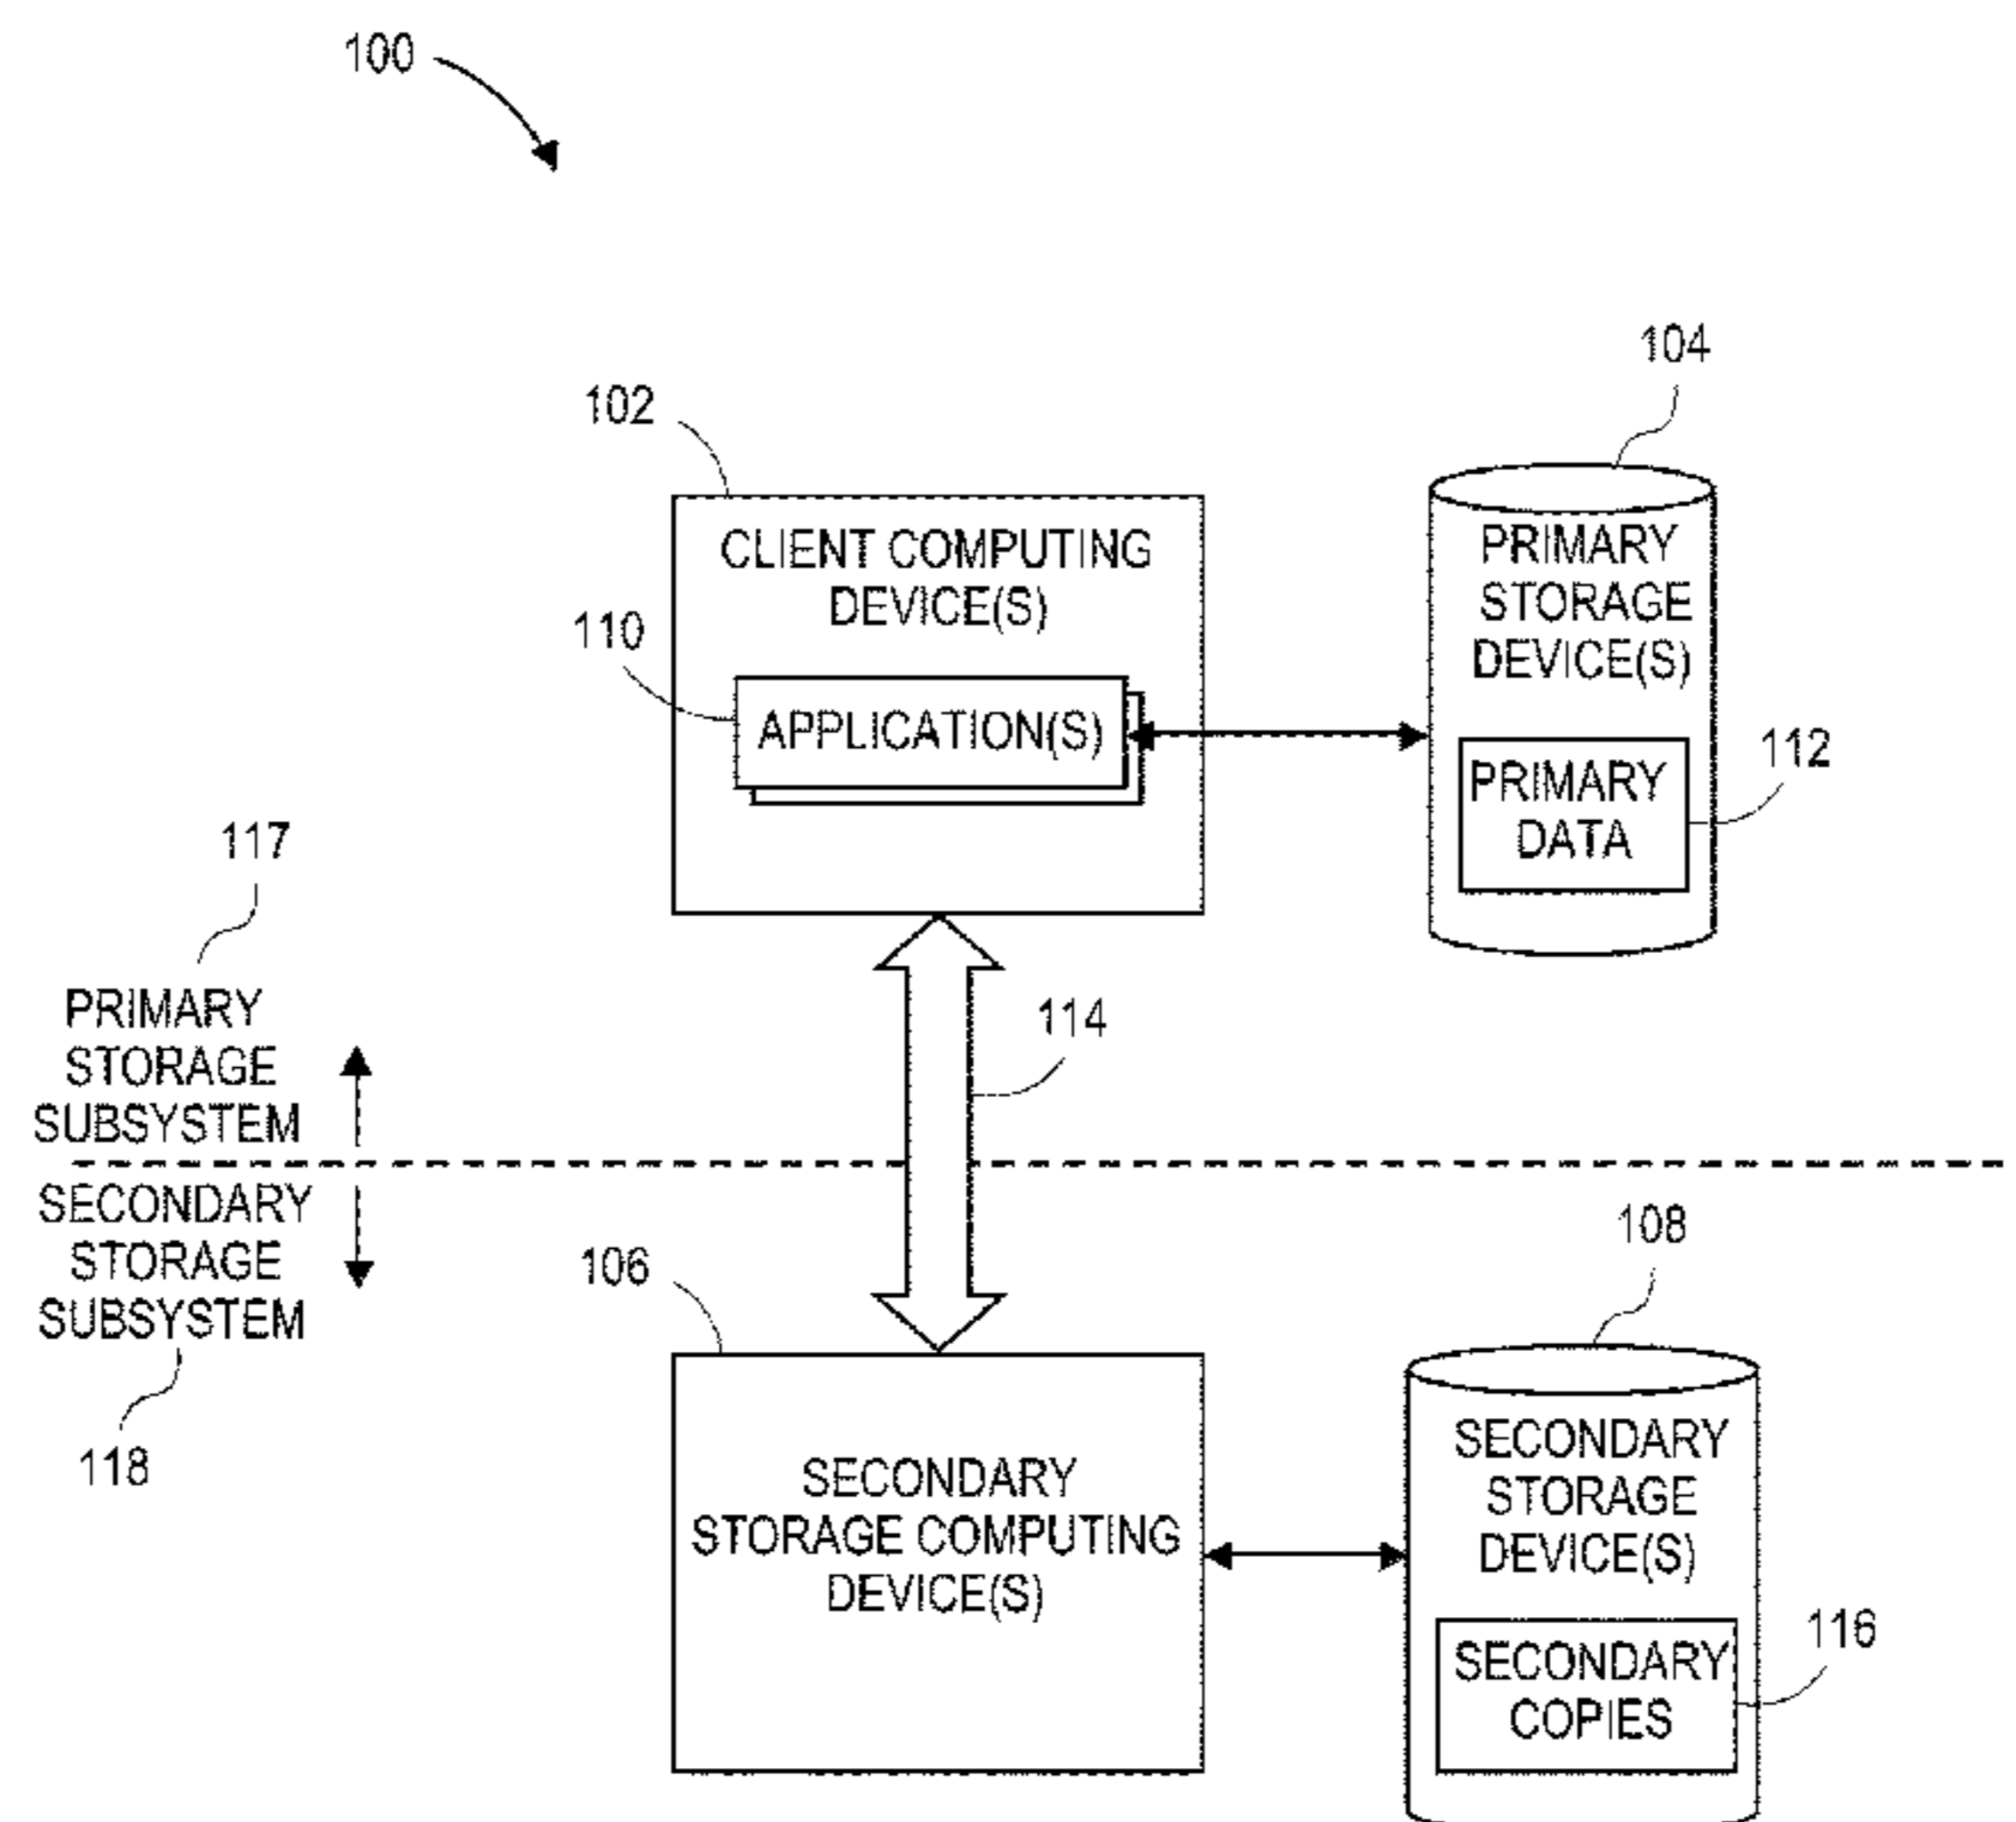 100
104
102
CLIENT COMPUTING
DEVICE(S)
PRIMARY
STORAGE
DEVICE(S)
110
APPLICATION(S)
112
PRIMARY
DATA
117
PRIMARY
STORAGE
SUBSYSTEM
114
SECONDARY
STORAGE
SUBSYSTEM
118
106
108
SECONDARY
STORAGE COMPUTING
DEVICE(S)
SECONDARY
STORAGE
DEVICE(S)
116
SECONDARY
COPIES